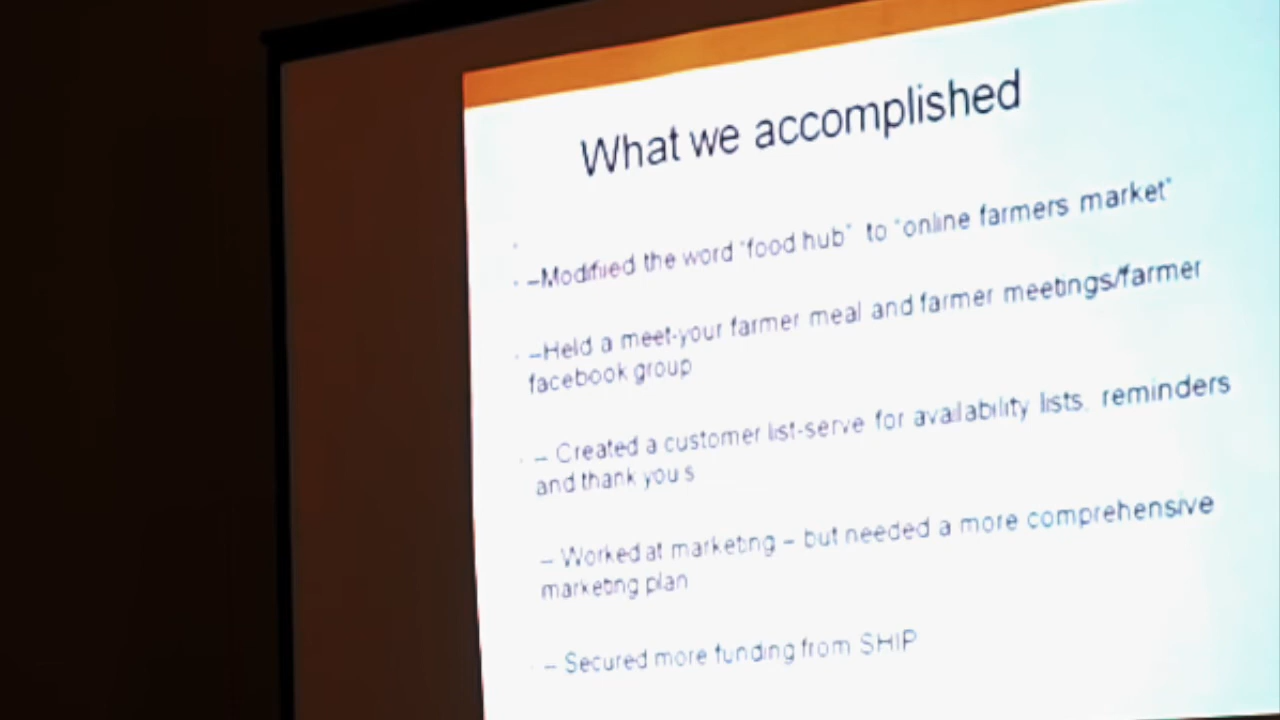 What we accomplished
–Modifiied the word "food hub" to "online farmers market"
–Held a meet-your farmer meal and farmer meetings/farmer
facebook group
– Created a customer list-serve for availability lists, reminders
and thank you s
– Worked at marketing – but needed a more comprehensive
marketing plan
– Secured more funding from SHIP